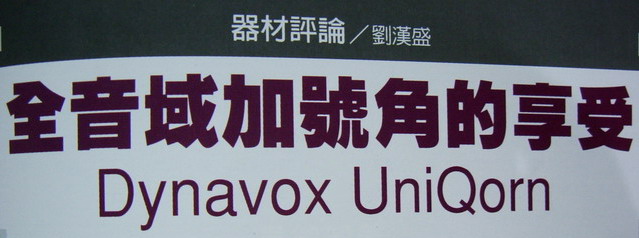 器材評論／劉漢盛
全音域加號角的享受
Dynavox UniQorn